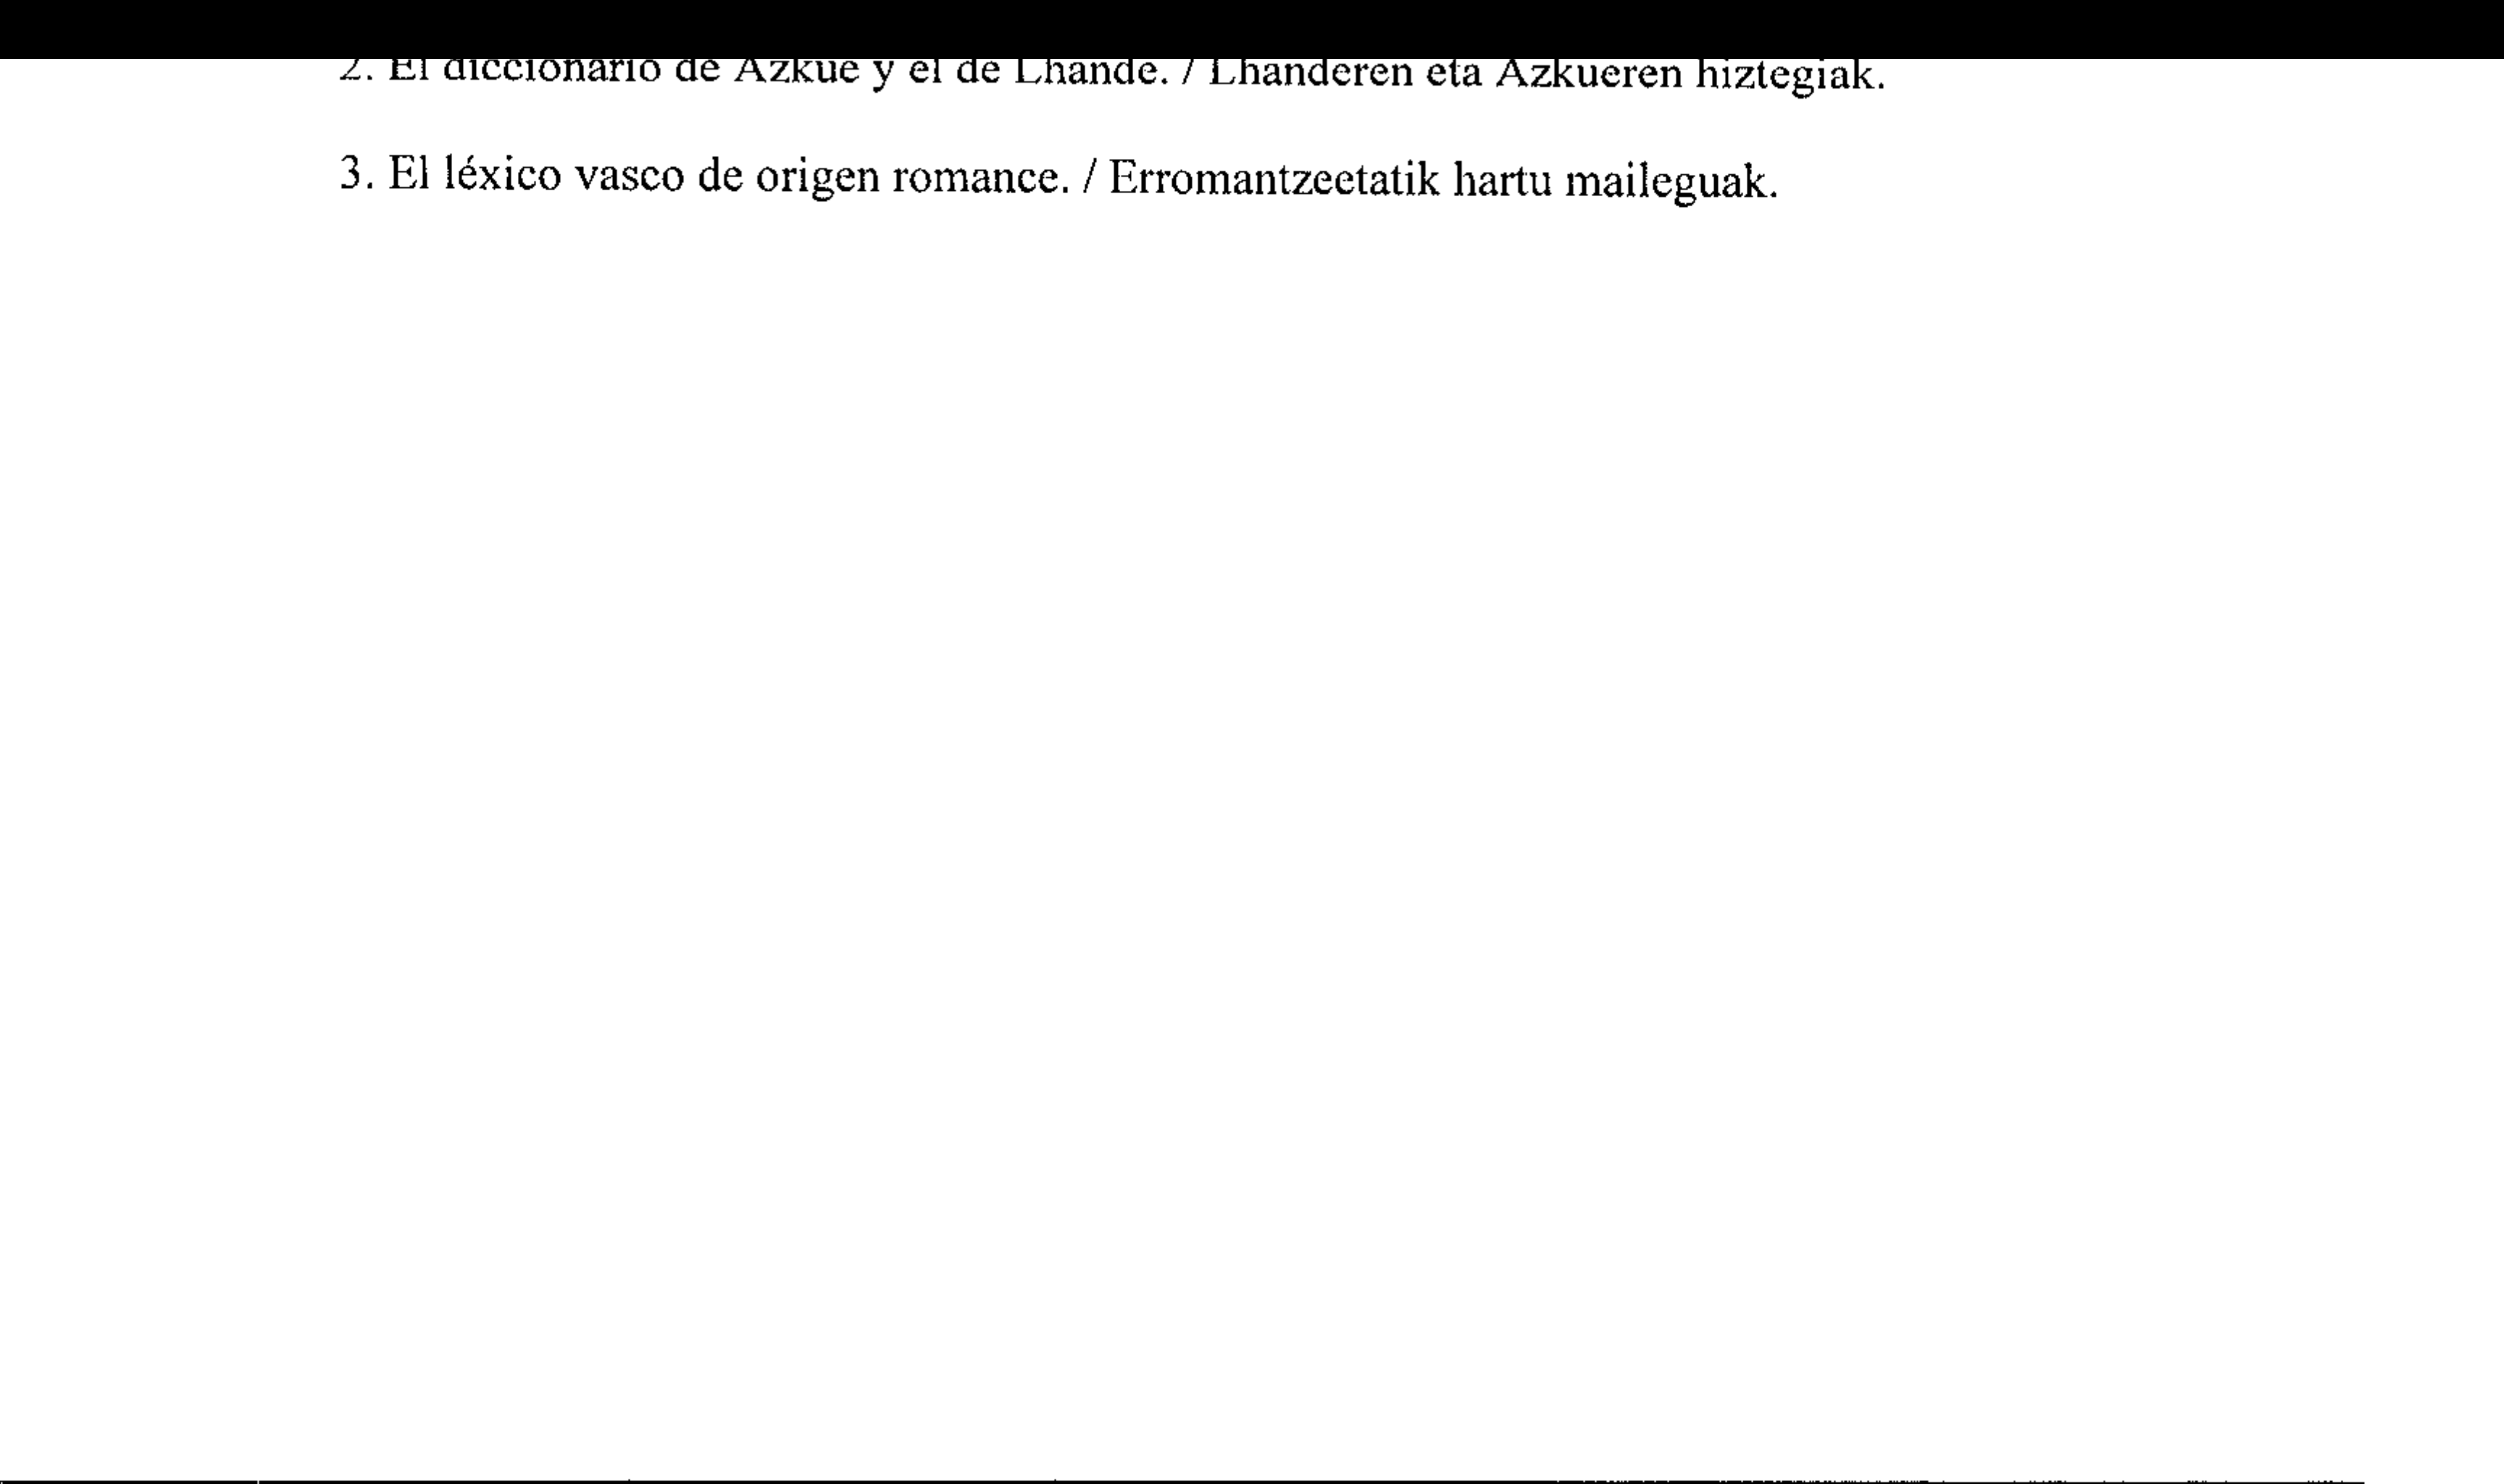 2. El diccionario de Azkue y el de Lhande. / Lhanderen eta Azkueren hiztegiak.
3. El léxico vasco de origen romance. / Erromantzeetatik hartu maileguak.